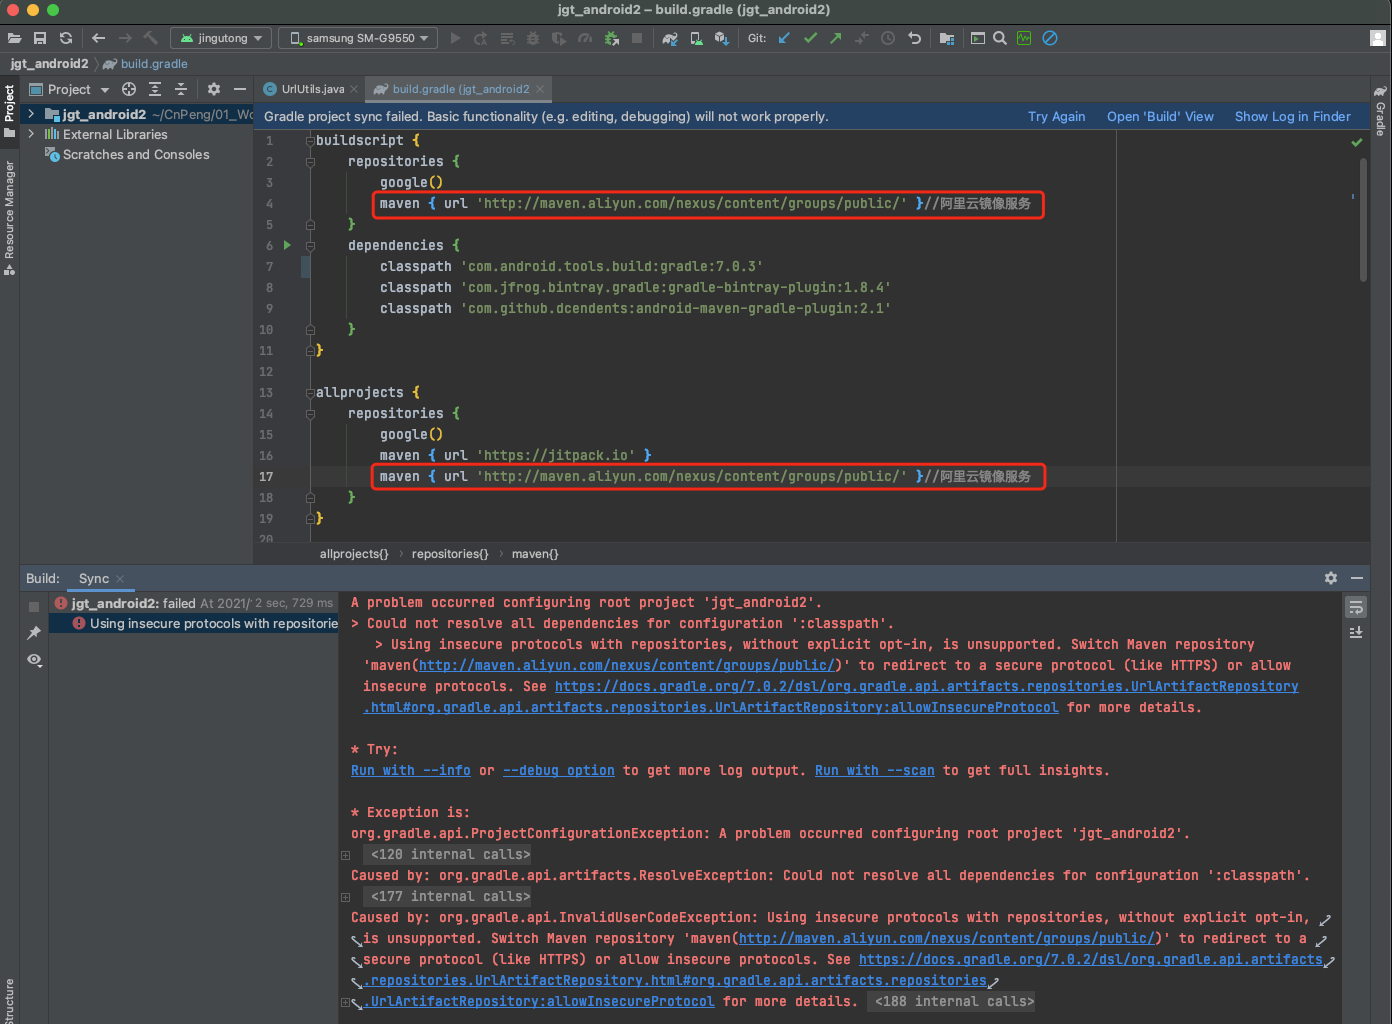 jgt_android2 – build.gradle (jgt_android2)
jingutong
samsung SM-G9550
Git:
jgt_android2
build.gradle
Project
UrlUtils.java
build.gradle (jgt_android2
Project
Resource Manager
Structure
Gradle
jgt_android2 ~/CnPeng/01_Wo
External Libraries
Scratches and Consoles
Gradle project sync failed. Basic functionality (e.g. editing, debugging) will not work properly.
Try Again
Open 'Build' View
Show Log in Finder
1 buildscript {
2 repositories {
3 google()
4 maven { url 'http://maven.aliyun.com/nexus/content/groups/public/' }//阿里云镜像服务
5 }
6 dependencies {
7 classpath 'com.android.tools.build:gradle:7.0.3'
8 classpath 'com.jfrog.bintray.gradle:gradle-bintray-plugin:1.8.4'
9 classpath 'com.github.dcendents:android-maven-gradle-plugin:2.1'
10 }
11 }
12
13 allprojects {
14 repositories {
15 google()
16 maven { url 'https://jitpack.io' }
17 maven { url 'http://maven.aliyun.com/nexus/content/groups/public/' }//阿里云镜像服务
18 }
19 }
20
allprojects{} › repositories{} › maven{}
Build: Sync
jgt_android2: failed At 2021/' 2 sec, 729 ms
Using insecure protocols with repositorie
A problem occurred configuring root project 'jgt_android2'.
> Could not resolve all dependencies for configuration ':classpath'.
> Using insecure protocols with repositories, without explicit opt-in, is unsupported. Switch Maven repository
'maven(http://maven.aliyun.com/nexus/content/groups/public/)' to redirect to a secure protocol (like HTTPS) or allow
insecure protocols. See https://docs.gradle.org/7.0.2/dsl/org.gradle.api.artifacts.repositories.UrlArtifactRepository
.html#org.gradle.api.artifacts.repositories.UrlArtifactRepository:allowInsecureProtocol for more details.
* Try:
Run with --info or --debug option to get more log output. Run with --scan to get full insights.
* Exception is:
org.gradle.api.ProjectConfigurationException: A problem occurred configuring root project 'jgt_android2'.
<120 internal calls>
Caused by: org.gradle.api.artifacts.ResolveException: Could not resolve all dependencies for configuration ':classpath'.
<177 internal calls>
Caused by: org.gradle.api.InvalidUserCodeException: Using insecure protocols with repositories, without explicit opt-in,
is unsupported. Switch Maven repository 'maven(http://maven.aliyun.com/nexus/content/groups/public/)' to redirect to a
secure protocol (like HTTPS) or allow insecure protocols. See https://docs.gradle.org/7.0.2/dsl/org.gradle.api.artifacts
.repositories.UrlArtifactRepository.html#org.gradle.api.artifacts.repositories
.UrlArtifactRepository:allowInsecureProtocol for more details. <188 internal calls>